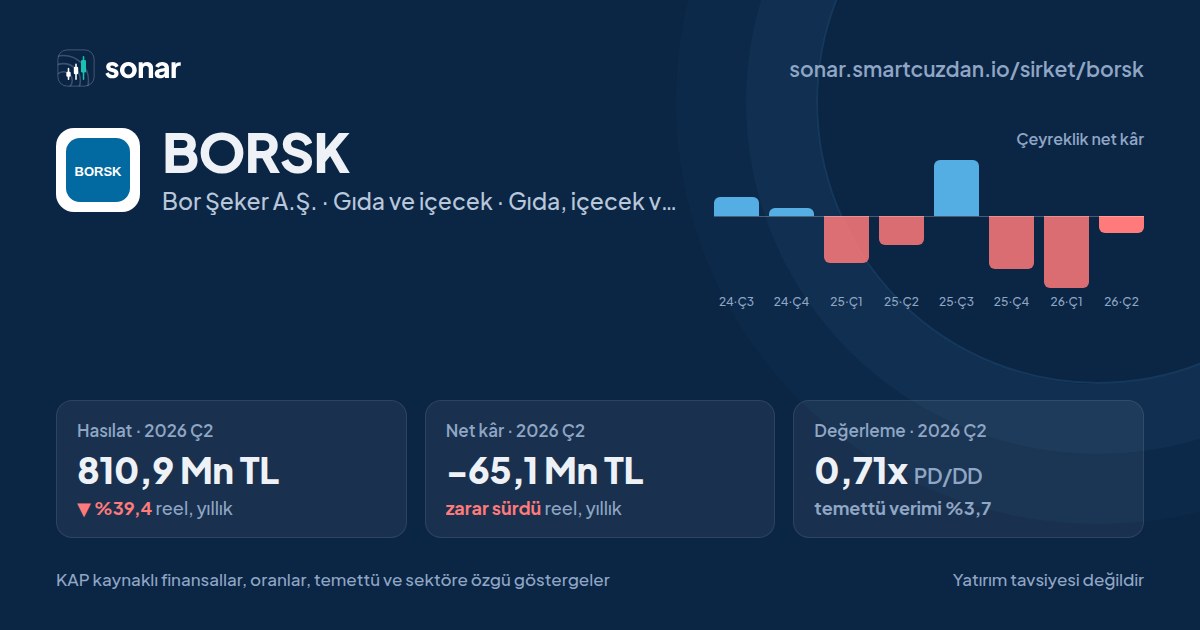 sonar
sonar.smartcuzdan.io/sirket/borsk
BORSK
BORSK
Bor Şeker A.Ş. · Gıda ve içecek · Gıda, içecek v...
Çeyreklik net kâr
24·Ç3 24·Ç4 25·Ç1 25·Ç2 25·Ç3 25·Ç4 26·Ç1 26·Ç2
Hasılat · 2026 Ç2
810,9 Mn TL
▼ %39,4 reel, yıllık
Net kâr · 2026 Ç2
−65,1 Mn TL
zarar sürdü reel, yıllık
Değerleme · 2026 Ç2
0,71x PD/DD
temettü verimi %3,7
KAP kaynaklı finansallar, oranlar, temettü ve sektöre özgü göstergeler
Yatırım tavsiyesi değildir